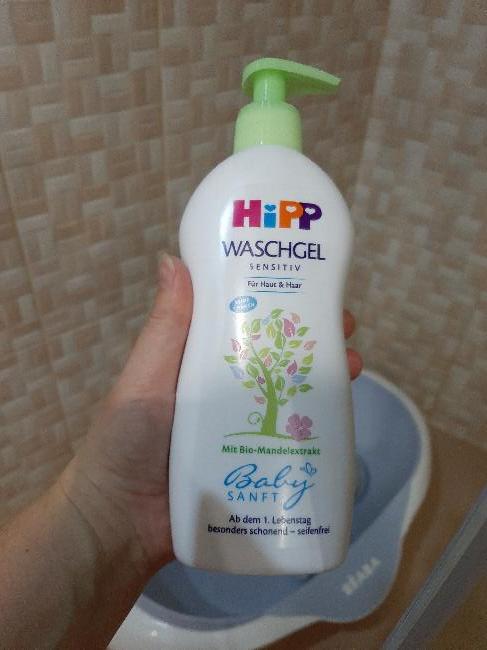 HiPP
WASCHGEL
SENSITIV
Für Haut & Haar
Mit Bio-Mandelextrakt
Baby
SANFT
Ab dem 1. Lebenstag
besonders schonend – seifenfrei
BÉABA